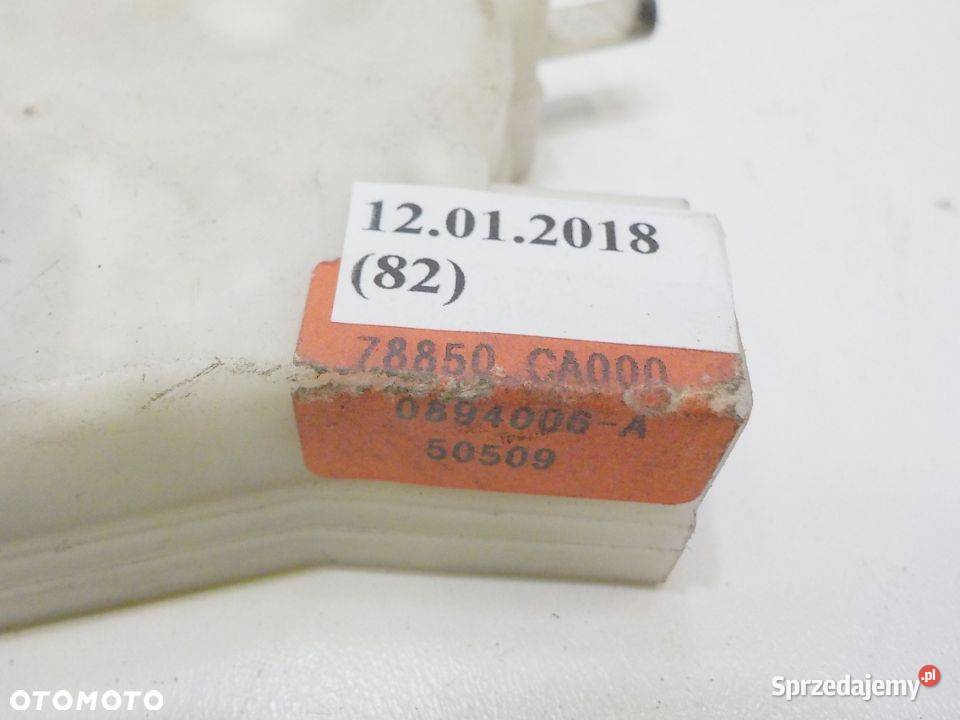 12.01.2018
(82)
78850 CA000
0894006-A
50509
OTOMOTO
Sprzedajemy.pl